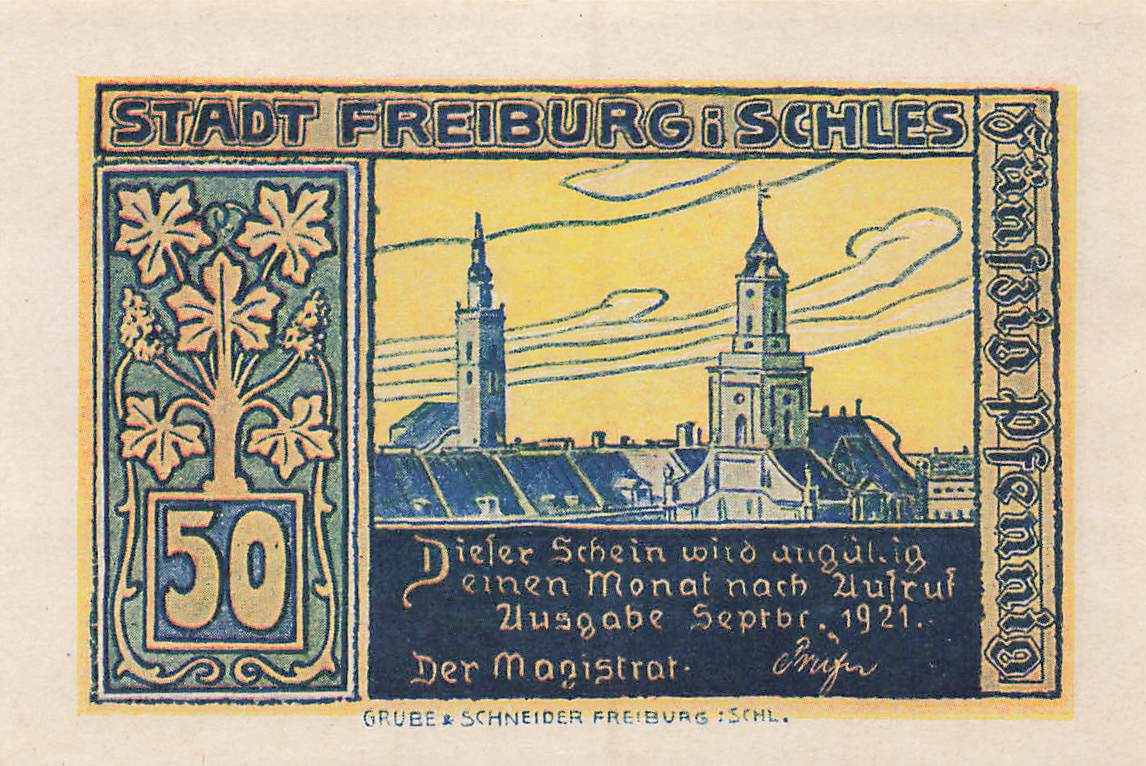 STADT FREIBURG i SCHLES
Fünfzig Pfennig
50
Dieser Schein wird ungültig
einen Monat nach Aufruf
Ausgabe Septbr. 1921.
Der Magistrat.
GRUBE & SCHNEIDER FREIBURG i SCHL.